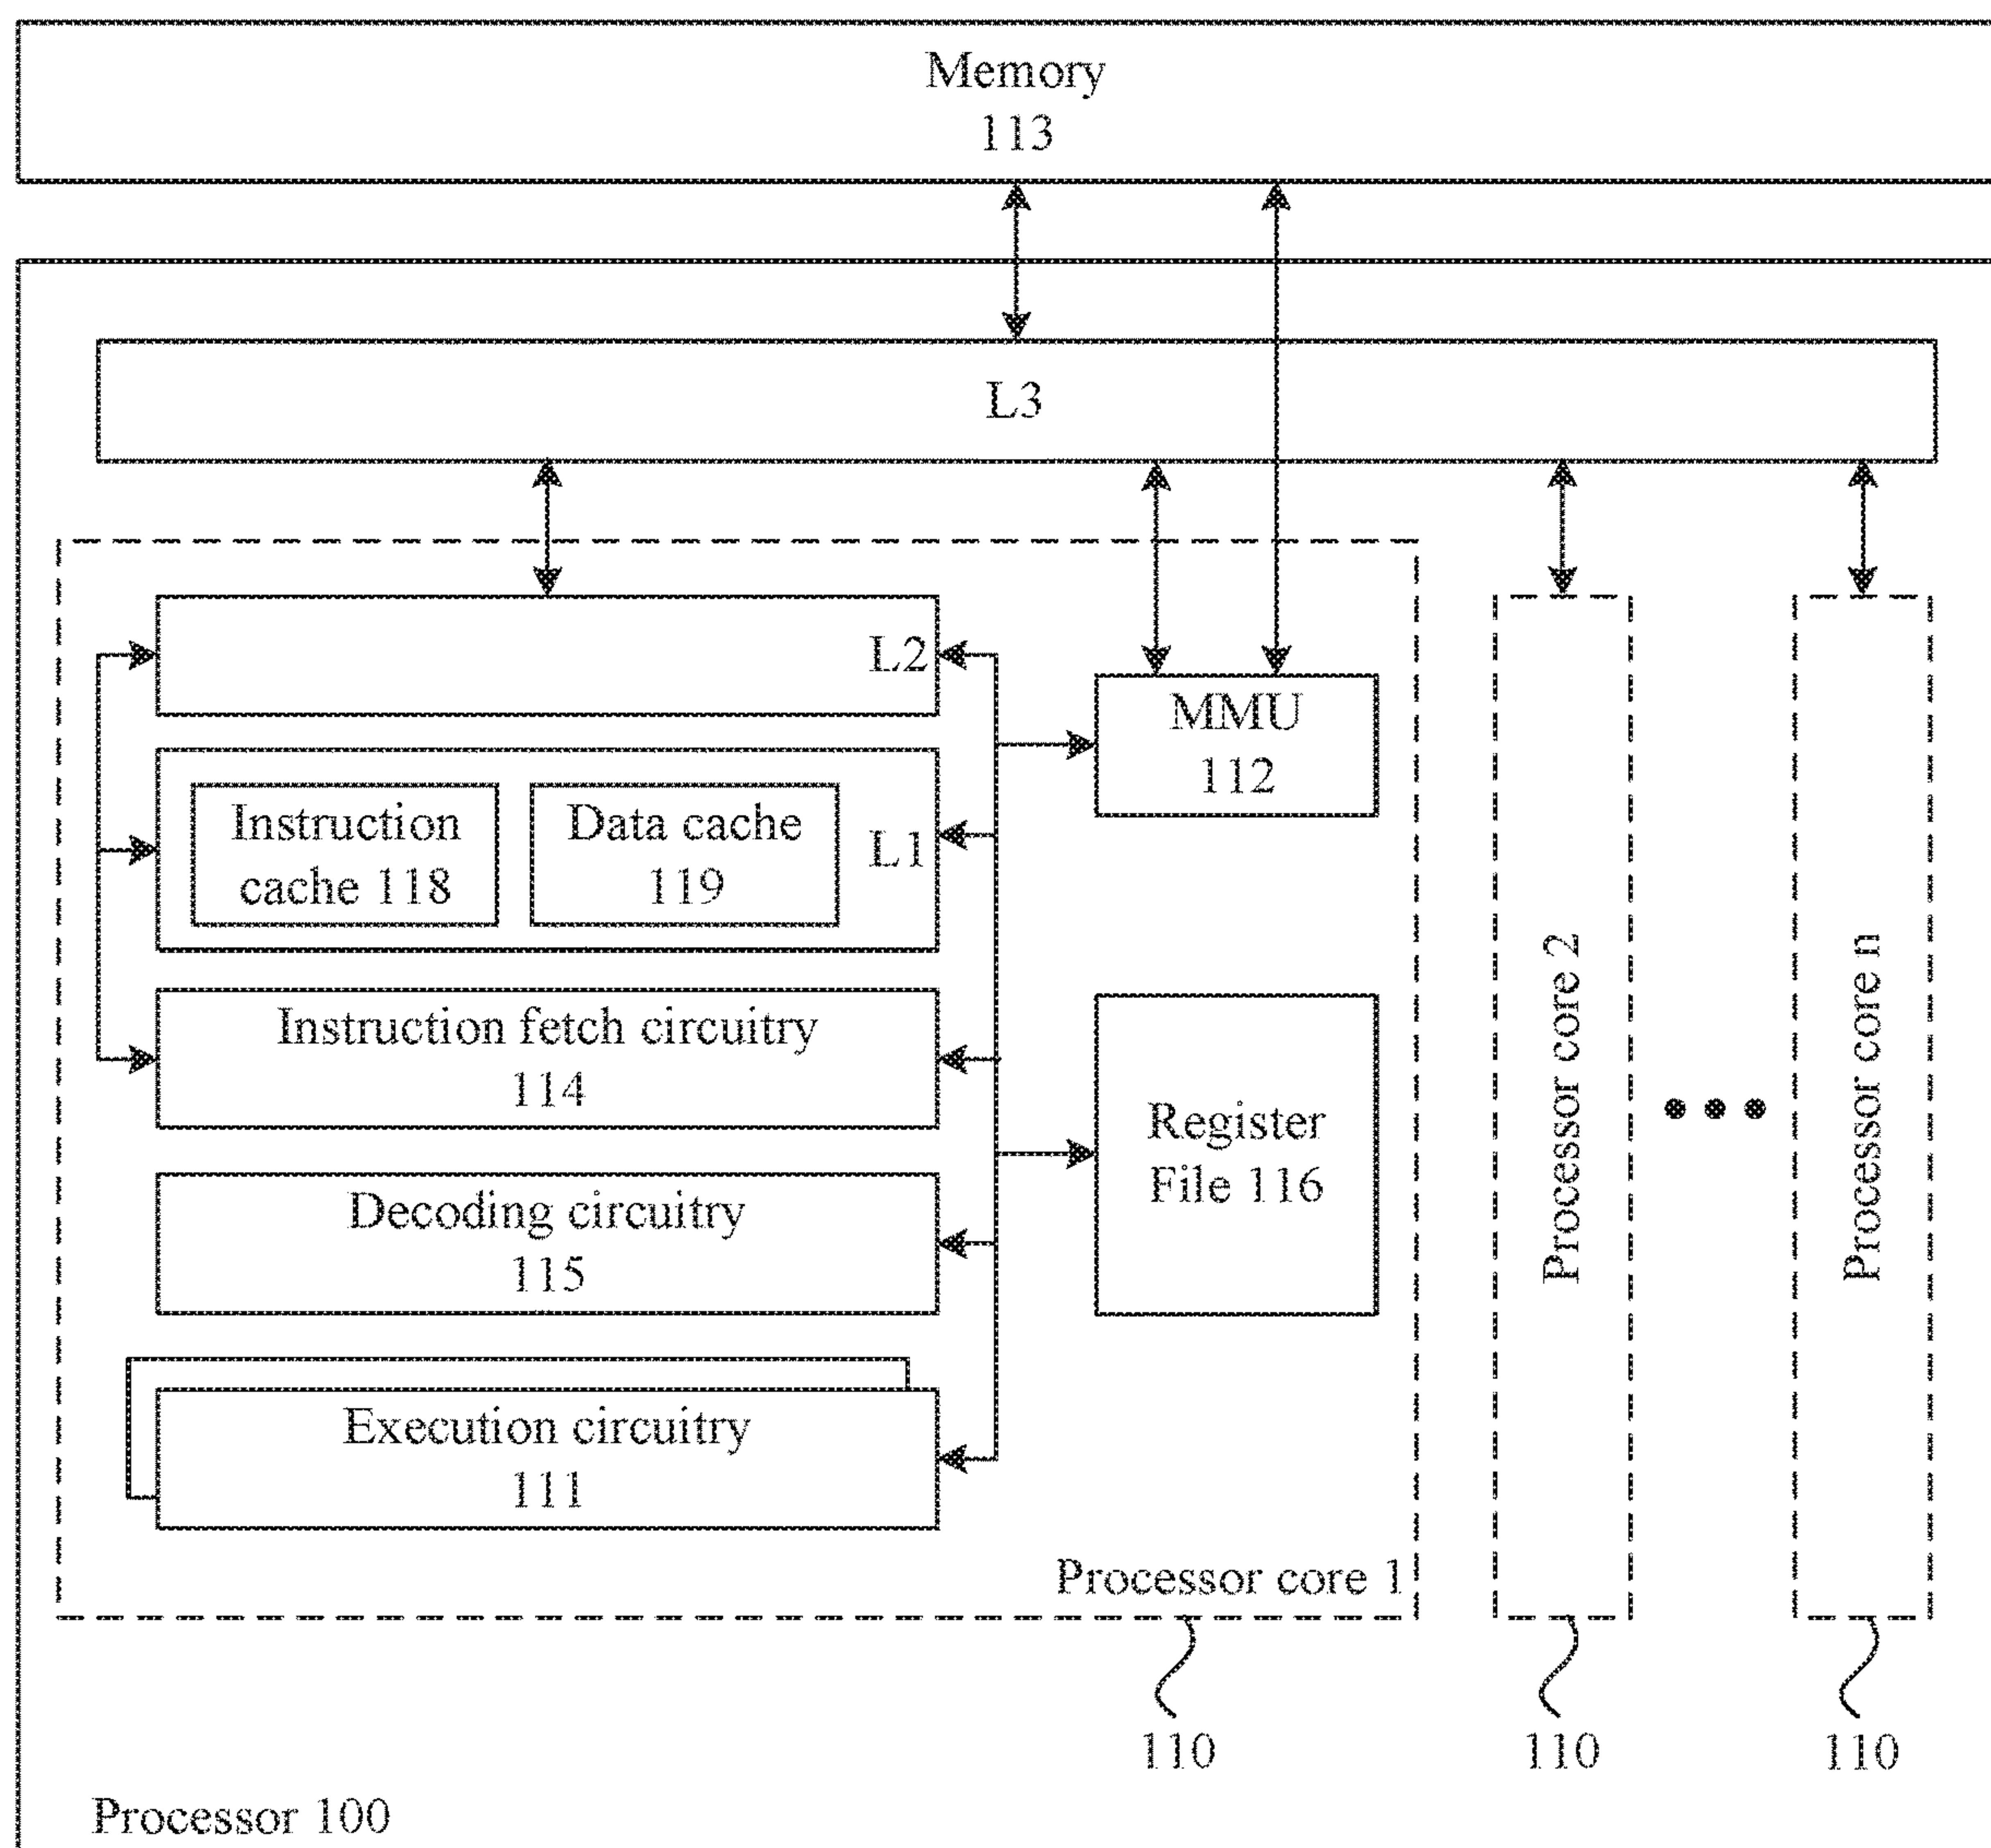 Memory
113
L3
L2
MMU
112
Instruction
cache 118
Data cache
119
L1
Instruction fetch circuitry
114
Register
File 116
Decoding circuitry
115
Execution circuitry
111
Processor core 1
Processor core 2
Processor core n
110
110
110
Processor 100